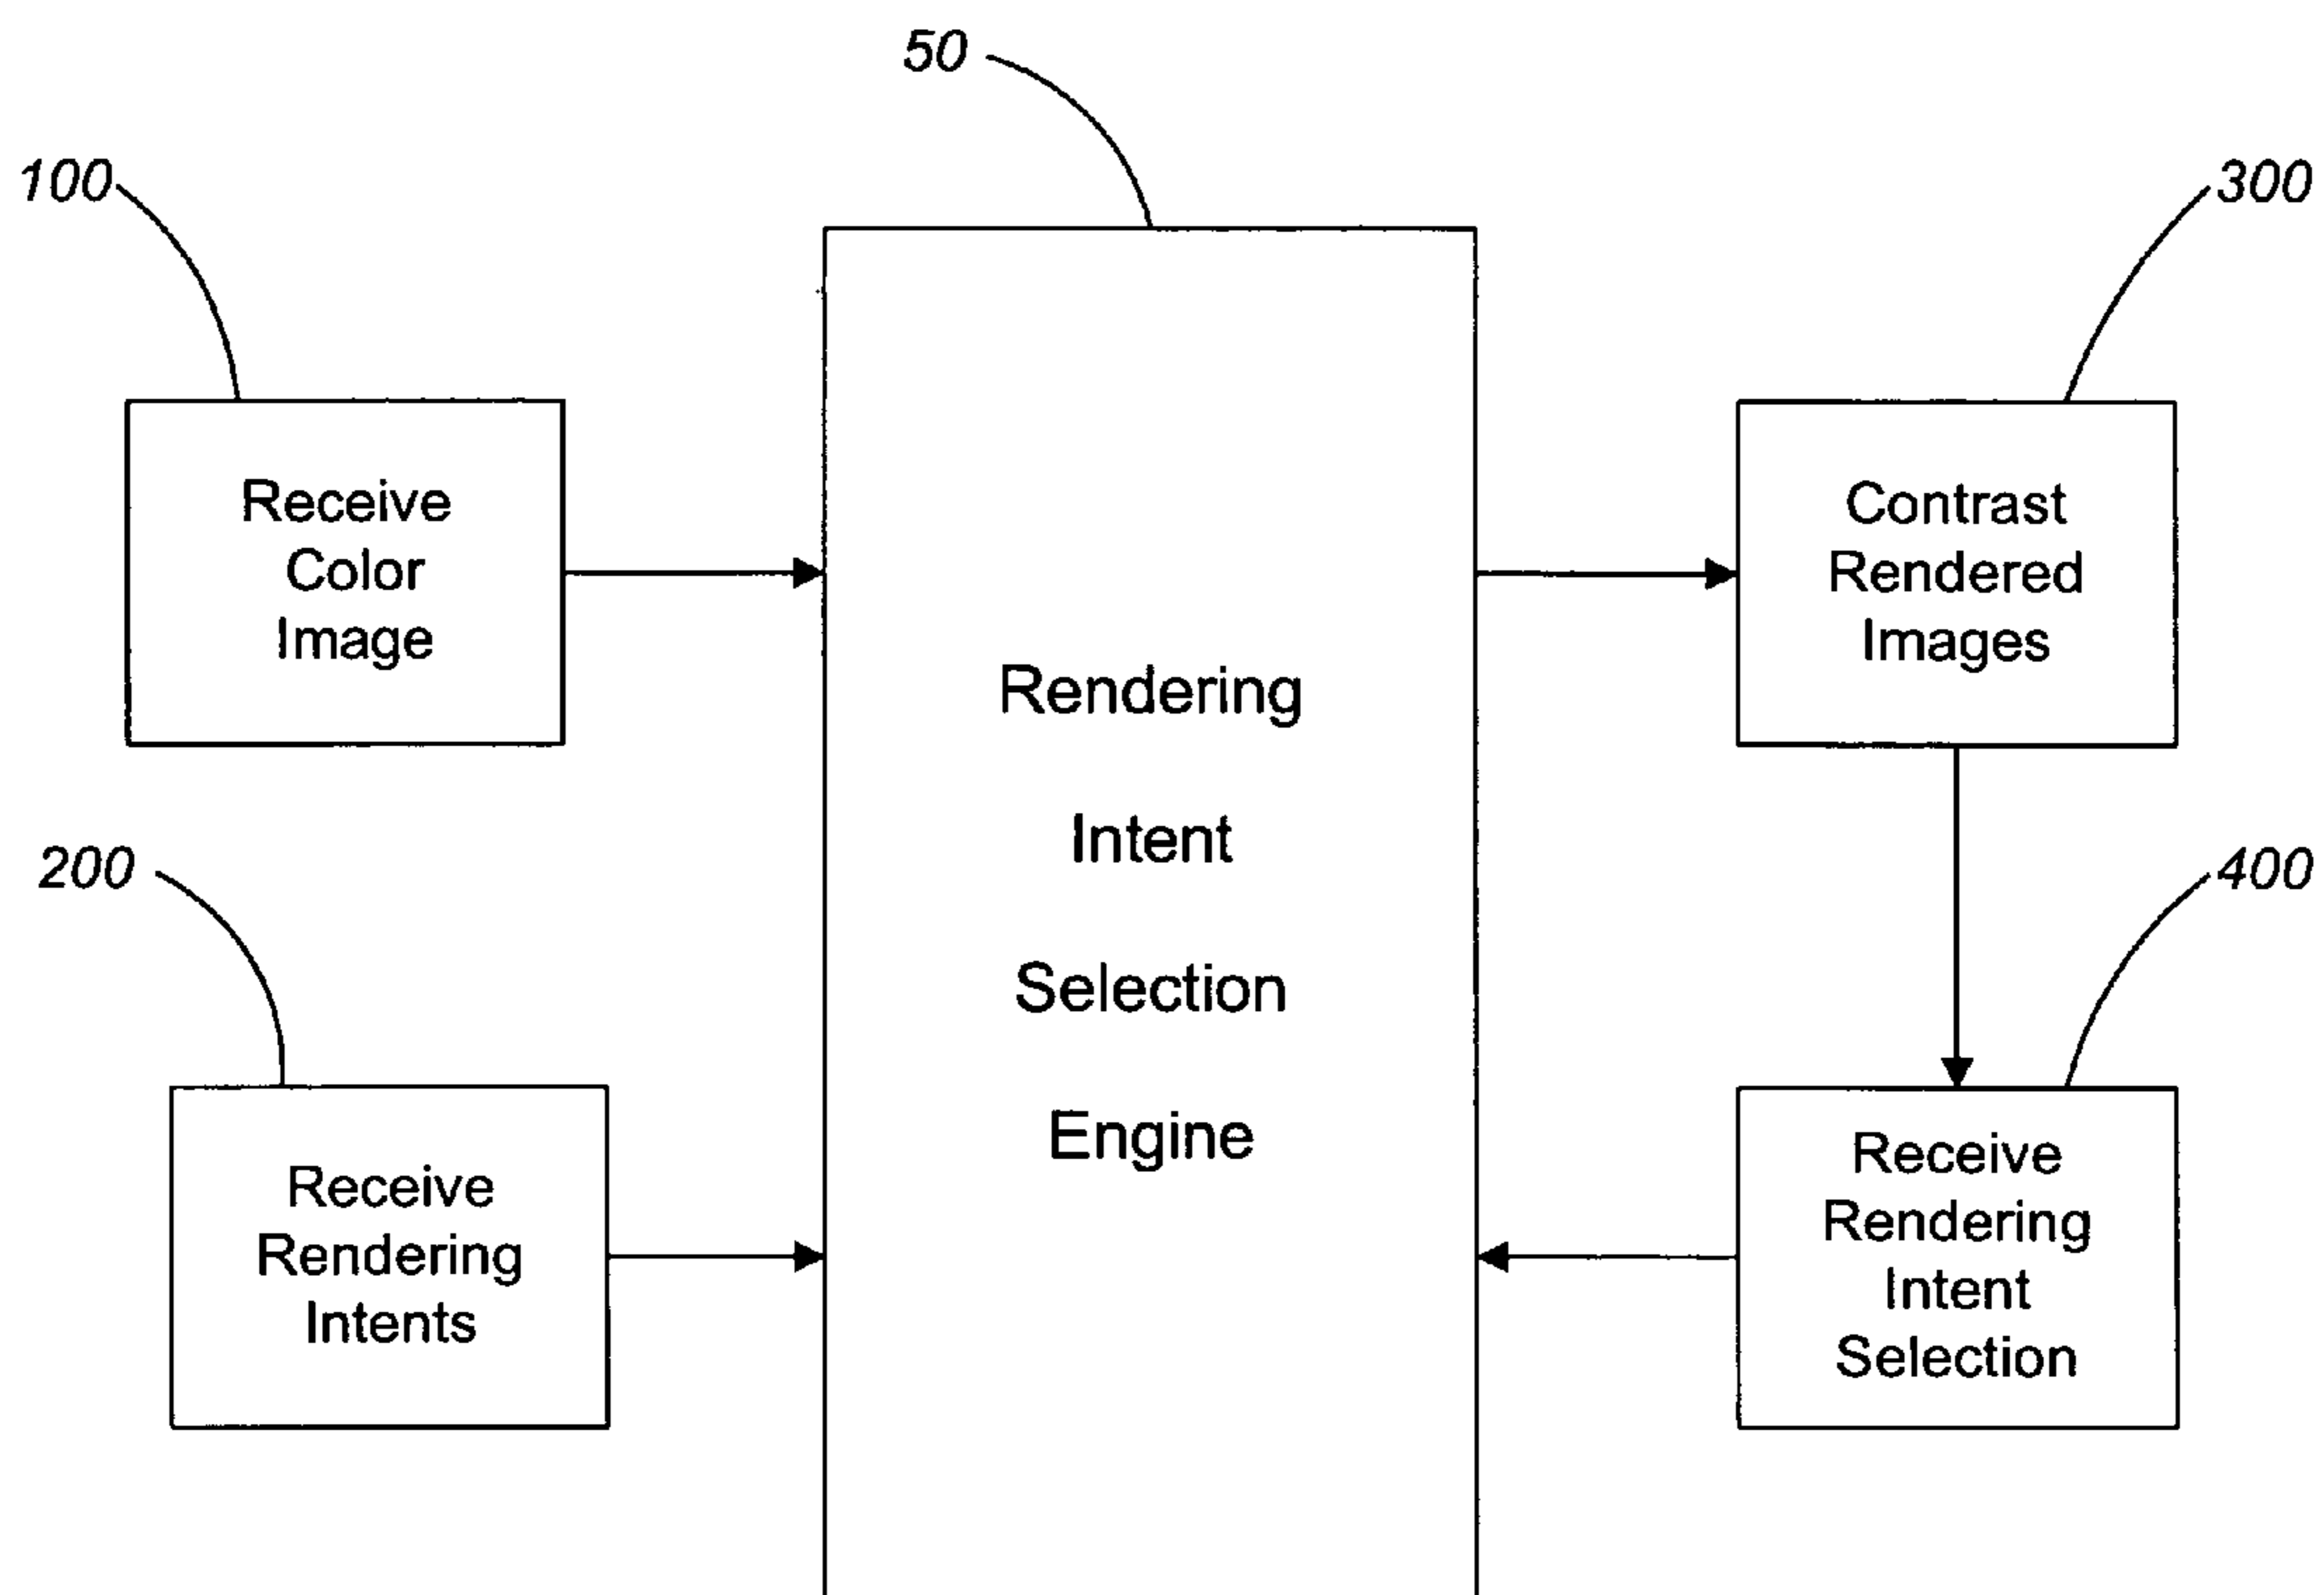 50
100
300
Receive
Color
Image
Contrast
Rendered
Images
Rendering
Intent
Selection
Engine
200
400
Receive
Rendering
Intents
Receive
Rendering
Intent
Selection